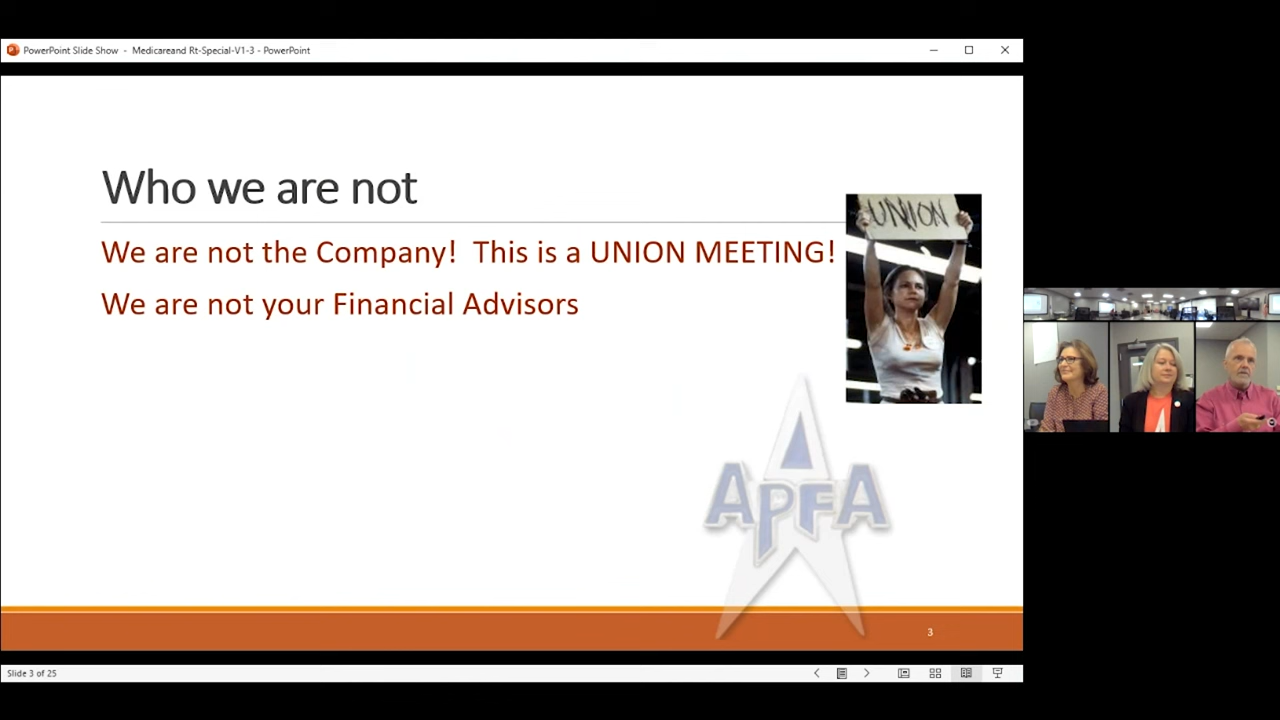 PowerPoint Slide Show - Medicareand Rt-Special-V1-3 - PowerPoint
Who we are not
UNION
We are not the Company! This is a UNION MEETING!
We are not your Financial Advisors
APFA
3
Slide 3 of 25